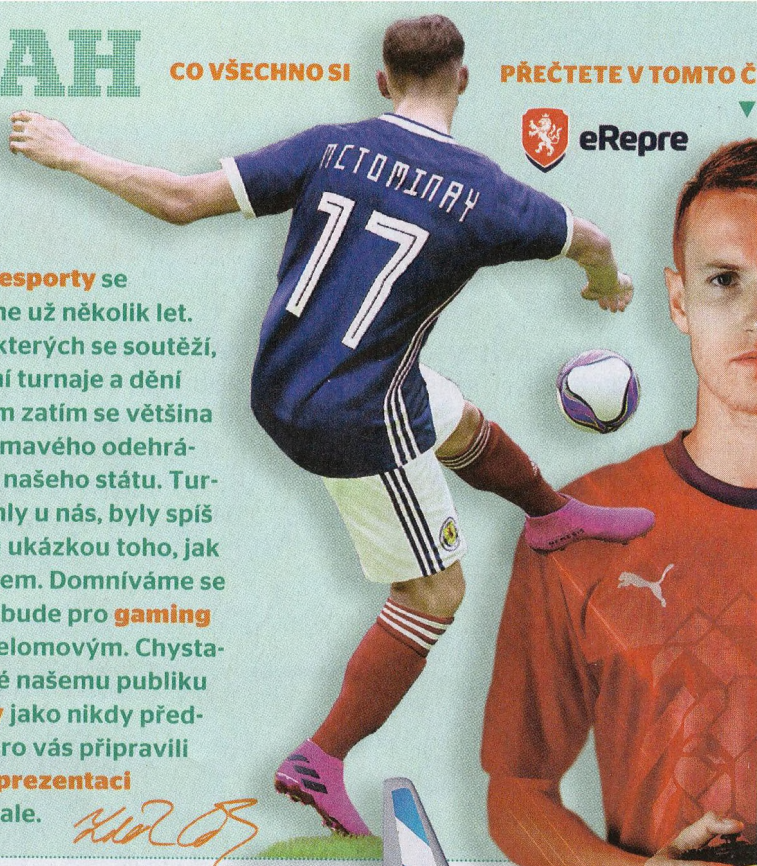 AH
CO VŠECHNO SI
PŘEČTETE V TOMTO Č
eRepre
MCTOMINAY
17
esporty se
ne už několik let.
kterých se soutěží,
ní turnaje a dění
m zatím se většina
mavého odehrá-
našeho státu. Tur-
hly u nás, byly spíš
ukázkou toho, jak
em. Domníváme se
bude pro gaming
elomovým. Chysta-
é našemu publiku
y jako nikdy před-
ro vás připravili
prezentaci
ale.
NEMESIS